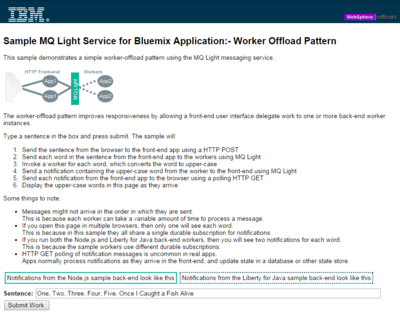 IBM
WebSphere
Sample MQ Light Service for Bluemix Application:- Worker Offload Pattern
This sample demonstrates a simple worker-offload pattern using the MQ Light messaging service.
HTTP Front-end Workers
App1 App2
MQ Light
App1 App2
The worker-offload pattern improves responsiveness by allowing a front-end user interface delegate work to one or more back-end worker
instances.
Type a sentence in the box and press submit. The sample will:
1. Send the sentence from the browser to the front-end app using a HTTP POST
2. Send each word in the sentence from the front-end app to the workers using MQ Light
3. Invoke a worker for each word, which converts the word to upper-case
4. Send a notification containing the upper-case word from the worker to the front-end using MQ Light
5. Send each notification from the front-end app to the browser using a polling HTTP GET
6. Display the upper-case words in this page as they arrive
Some things to note:
• Messages might not arrive in the order in which they are sent.
This is because each worker can take a variable amount of time to process a message.
• If you open this page in multiple browsers, then only one will see each word.
This is because in this sample they all share a single durable subscription for notifications.
• If you run both the Node.js and Liberty for Java back-end workers, then you will see two notifications for each word.
This is because the sample workers use different durable subscriptions.
• HTTP GET polling of notification messages is uncommon in real apps.
Apps normally process notifications as they arrive in the front-end, and update state in a database or other state store.
Notifications from the Node.js sample back-end look like this Notifications from the Liberty for Java sample back-end look like this
Sentence: One, Two, Three, Four, Five, Once I Caught a Fish Alive
Submit Work